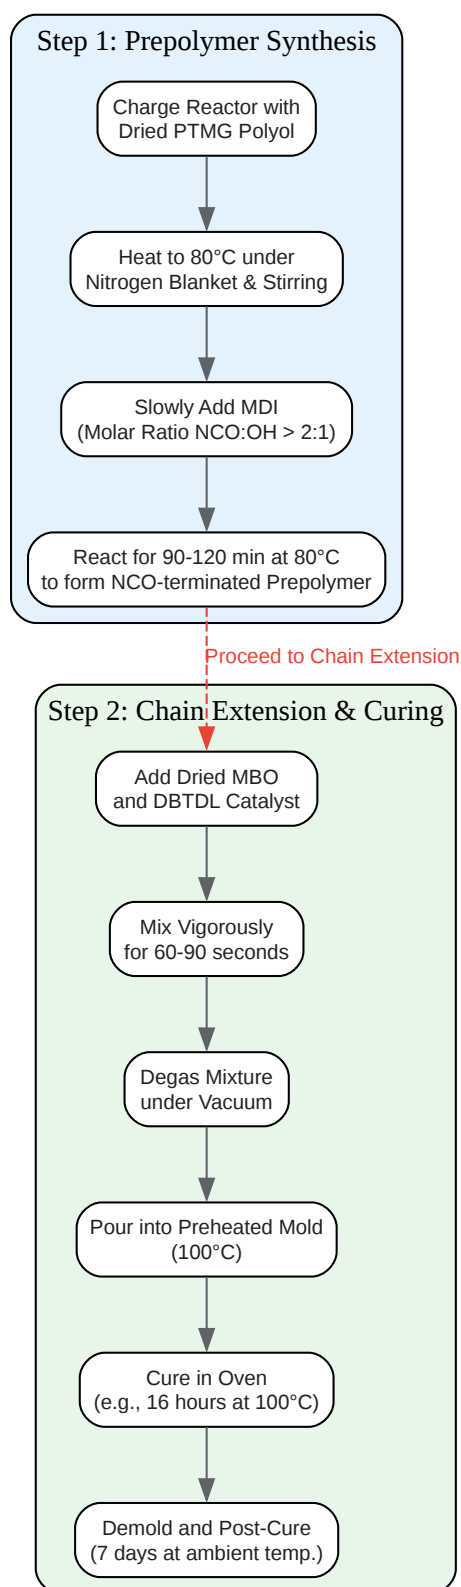 Step 1: Prepolymer Synthesis
Charge Reactor with
Dried PTMG Polyol
Heat to 80°C under
Nitrogen Blanket & Stirring
Slowly Add MDI
(Molar Ratio NCO:OH > 2:1)
React for 90-120 min at 80°C
to form NCO-terminated Prepolymer
Proceed to Chain Extension
Step 2: Chain Extension & Curing
Add Dried MBO
and DBTDL Catalyst
Mix Vigorously
for 60-90 seconds
Degas Mixture
under Vacuum
Pour into Preheated Mold
(100°C)
Cure in Oven
(e.g., 16 hours at 100°C)
Demold and Post-Cure
(7 days at ambient temp.)